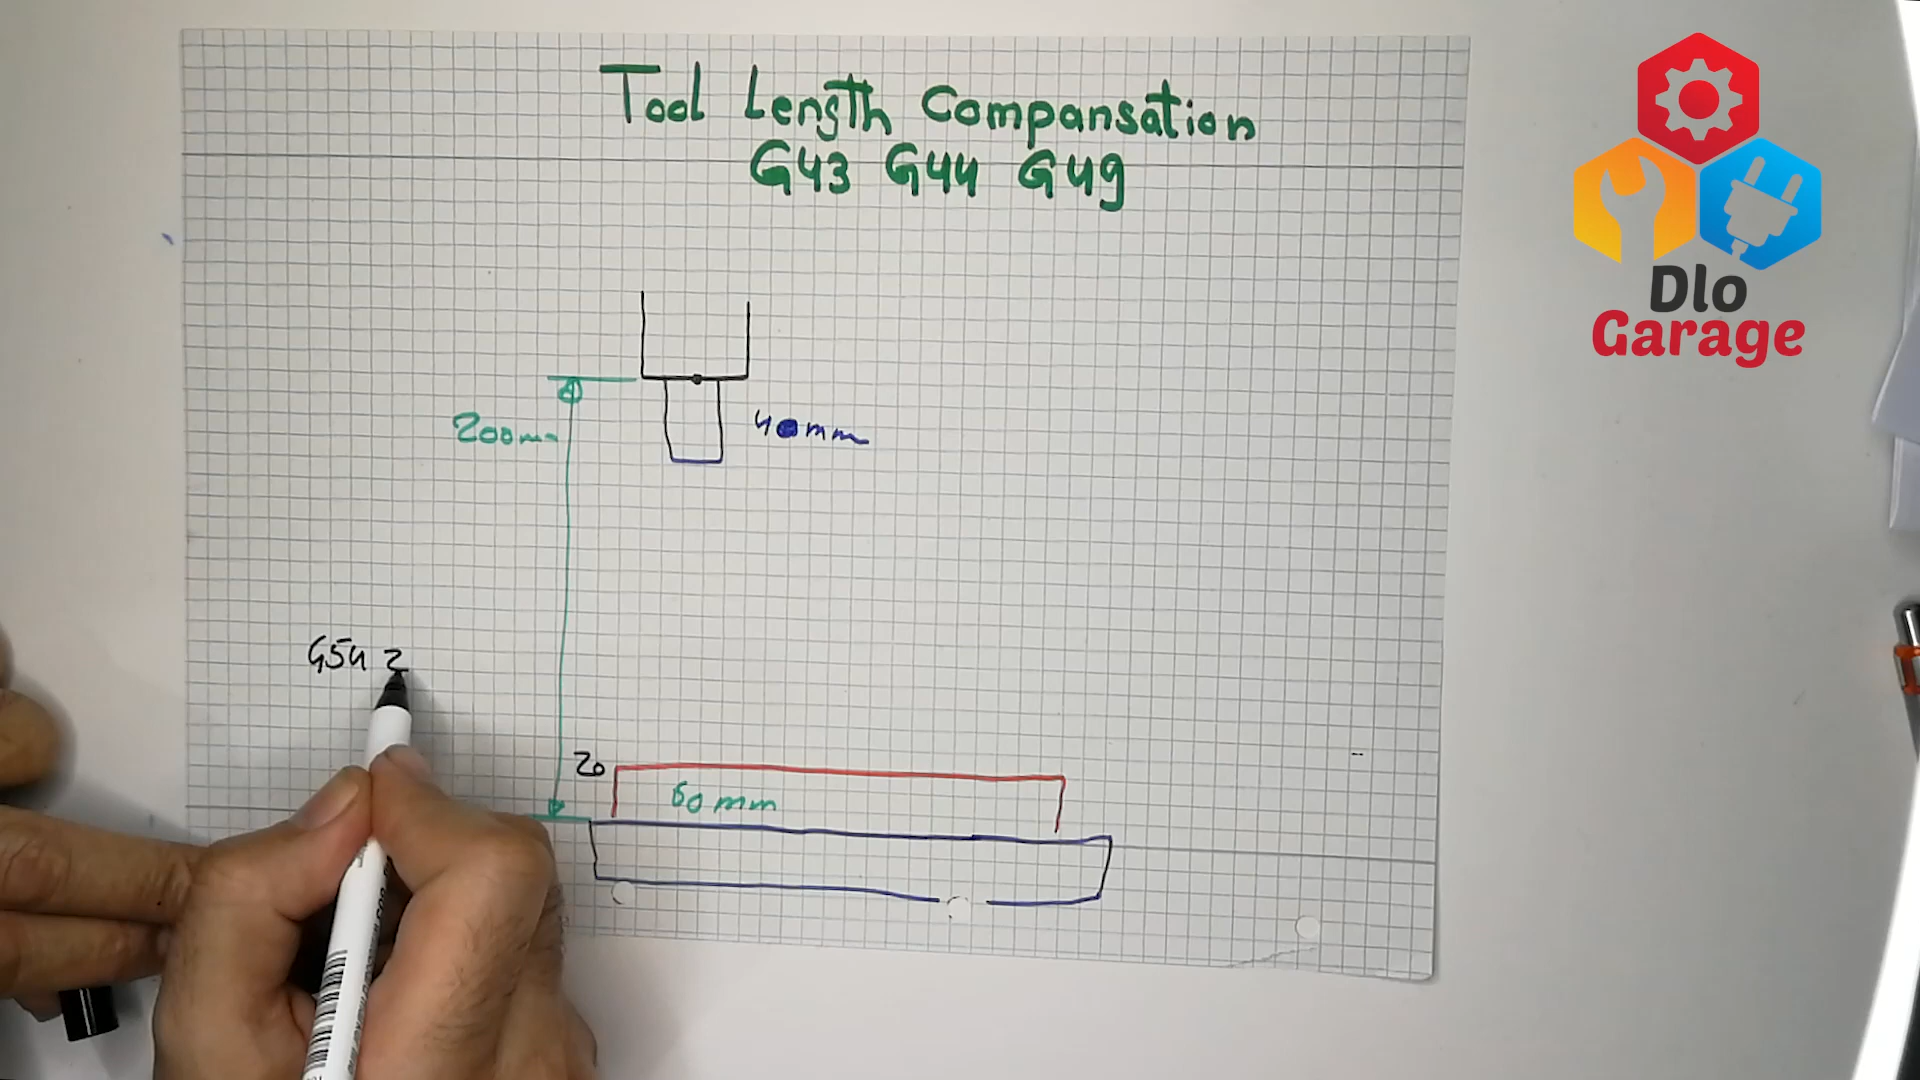 Tool Length Compansation
G43 G44 G49
Dlo
Garage
200mm
40mm
G54 Z
Z0
60 mm